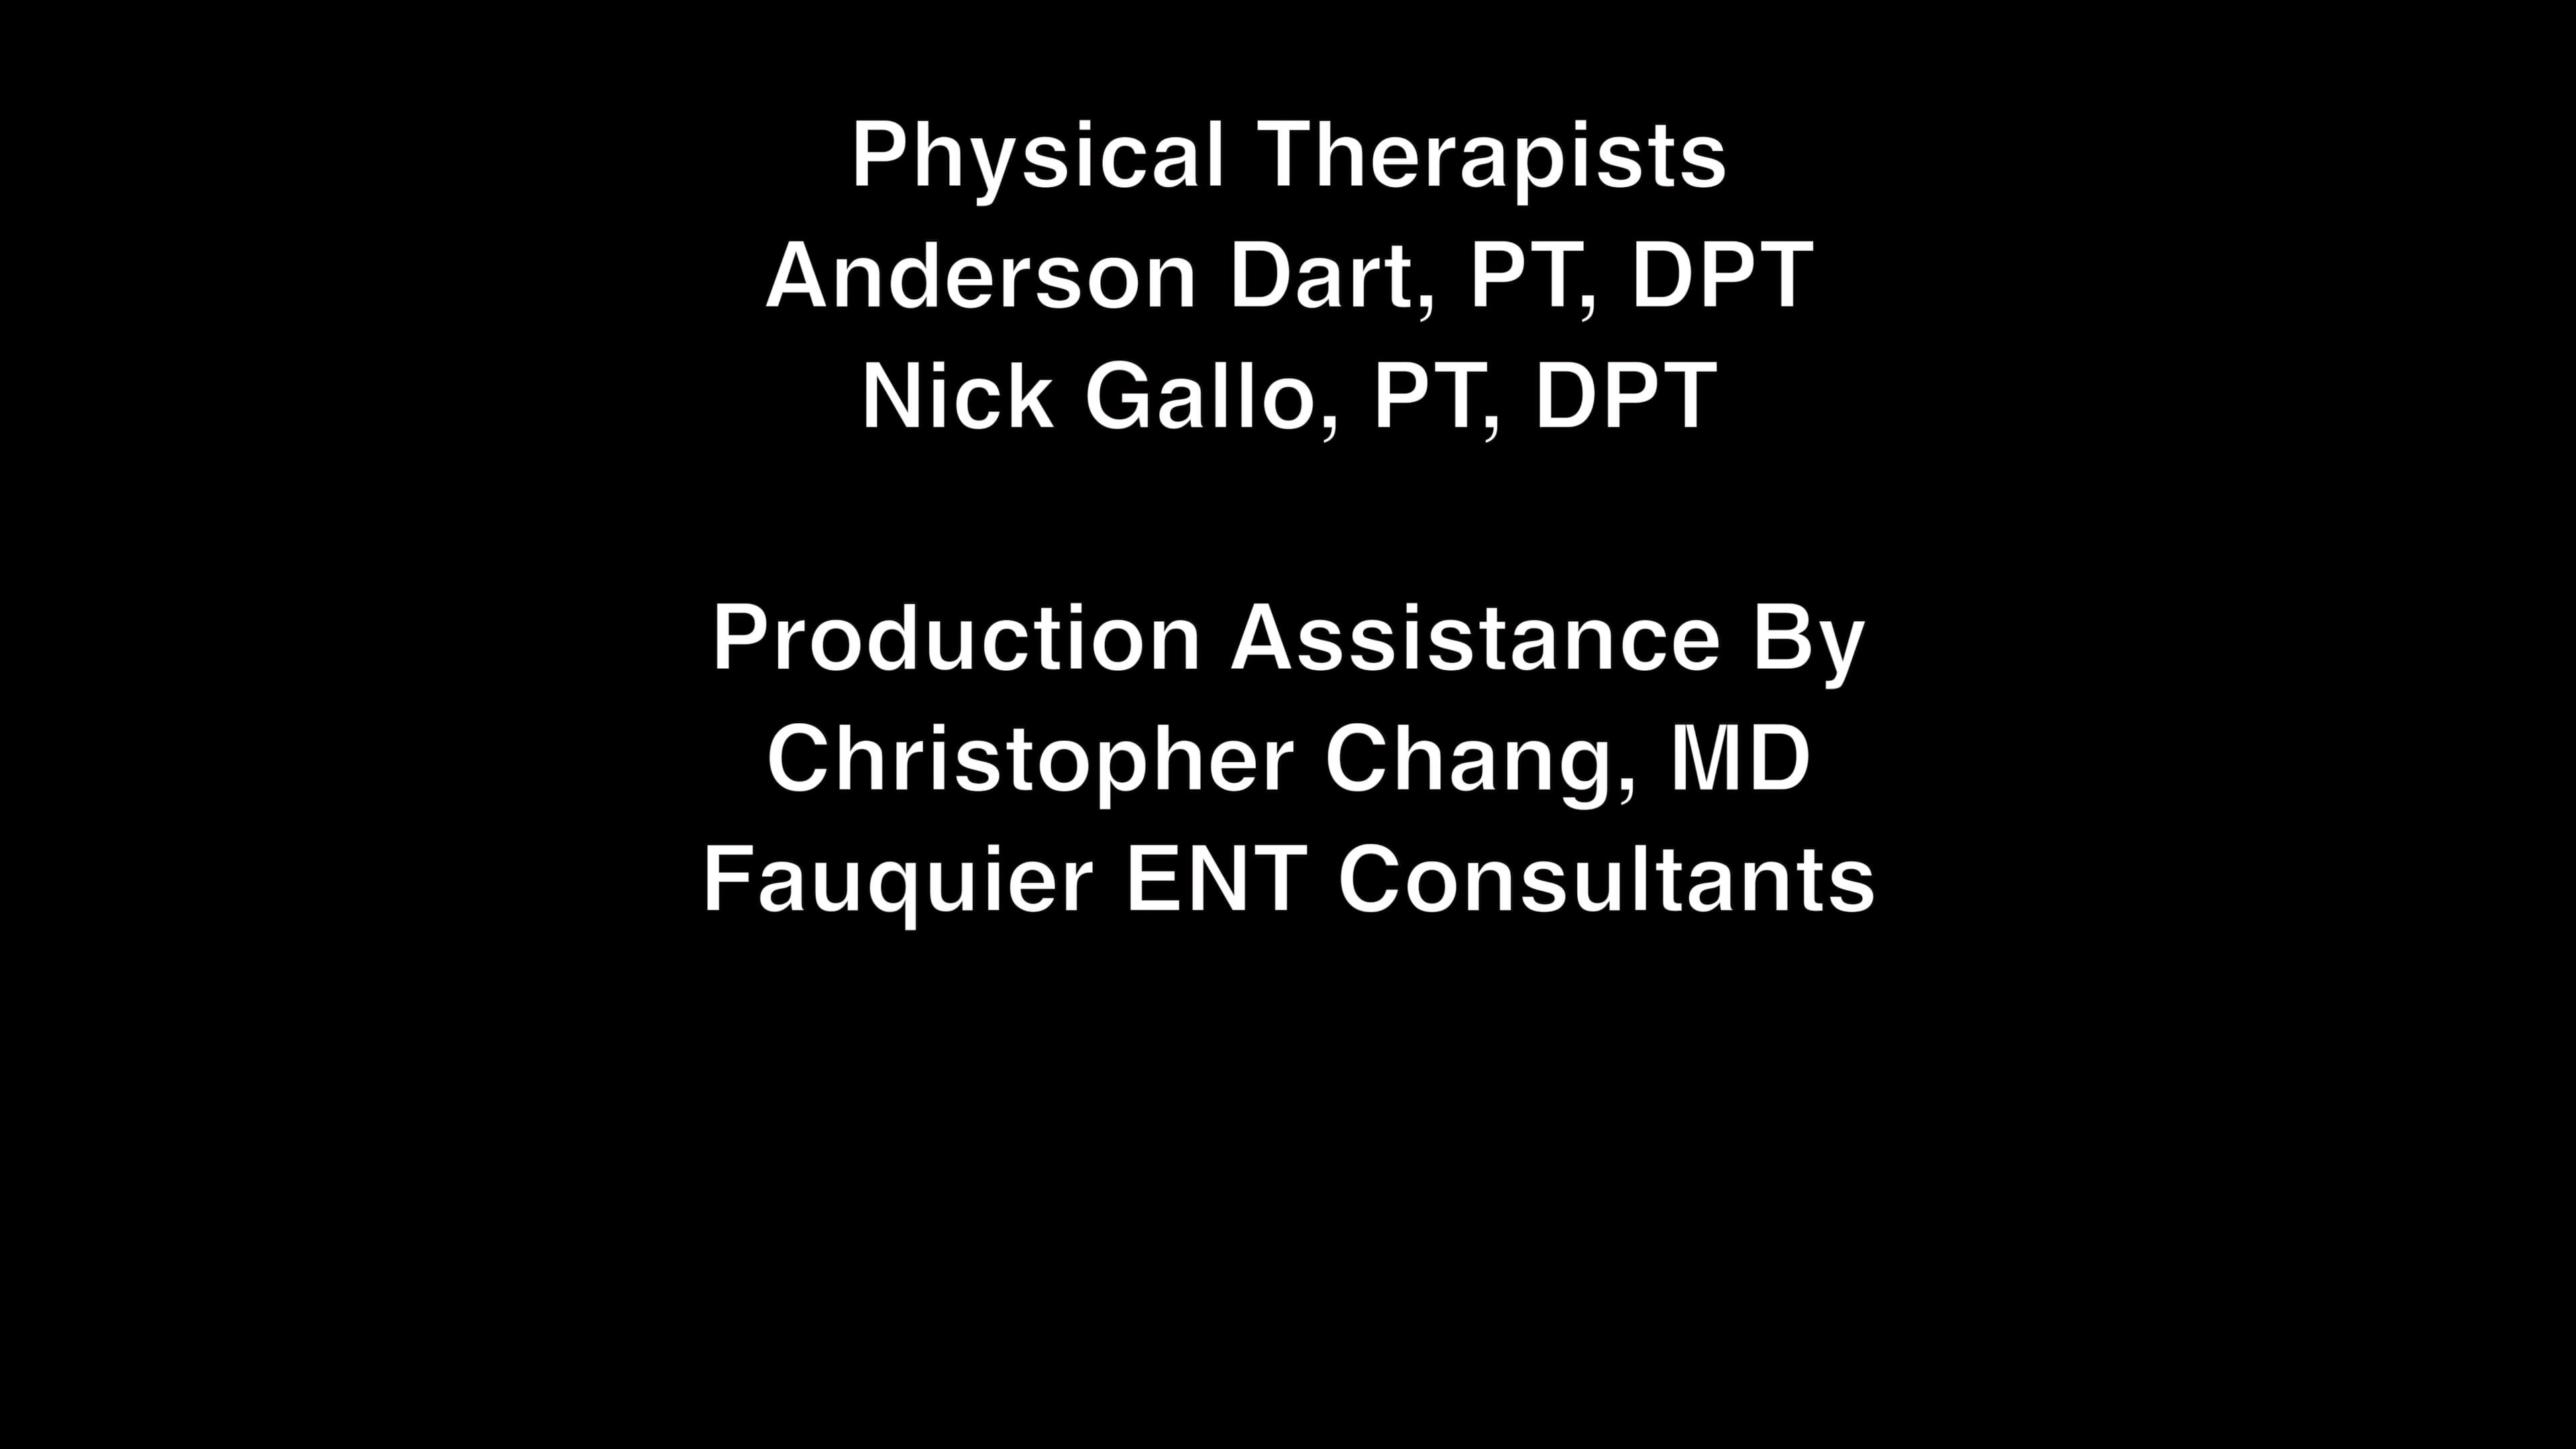 Physical Therapists
Anderson Dart, PT, DPT
Nick Gallo, PT, DPT
Production Assistance By
Christopher Chang, MD
Fauquier ENT Consultants